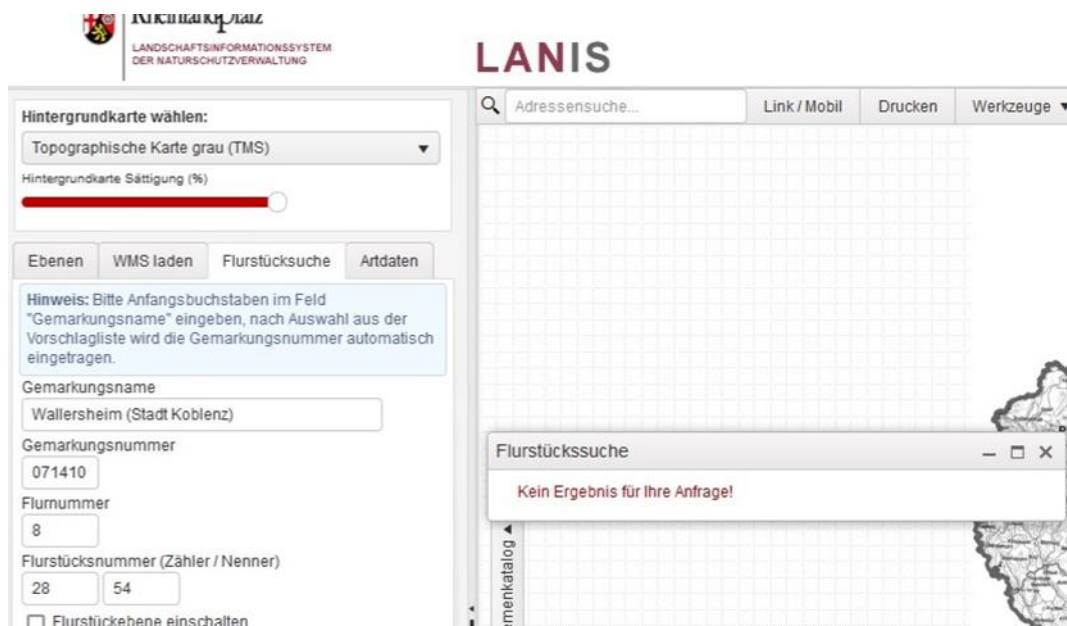 RheinlandPfalz
LANDSCHAFTSINFORMATIONSSYSTEM
DER NATURSCHUTZVERWALTUNG
LANIS
Hintergrundkarte wählen:
Topographische Karte grau (TMS)
Hintergrundkarte Sättigung (%)
Adressensuche...
Link / Mobil
Drucken
Werkzeuge
Ebenen
WMS laden
Flurstücksuche
Artdaten
Hinweis: Bitte Anfangsbuchstaben im Feld
"Gemarkungsname" eingeben, nach Auswahl aus der
Vorschlagliste wird die Gemarkungsnummer automatisch
eingetragen.
Gemarkungsname
Wallersheim (Stadt Koblenz)
Gemarkungsnummer
071410
Flurnummer
8
Flurstücksnummer (Zähler / Nenner)
28 54
Flurstückebene einschalten
Flurstückssuche
Kein Ergebnis für Ihre Anfrage!
menkatalog